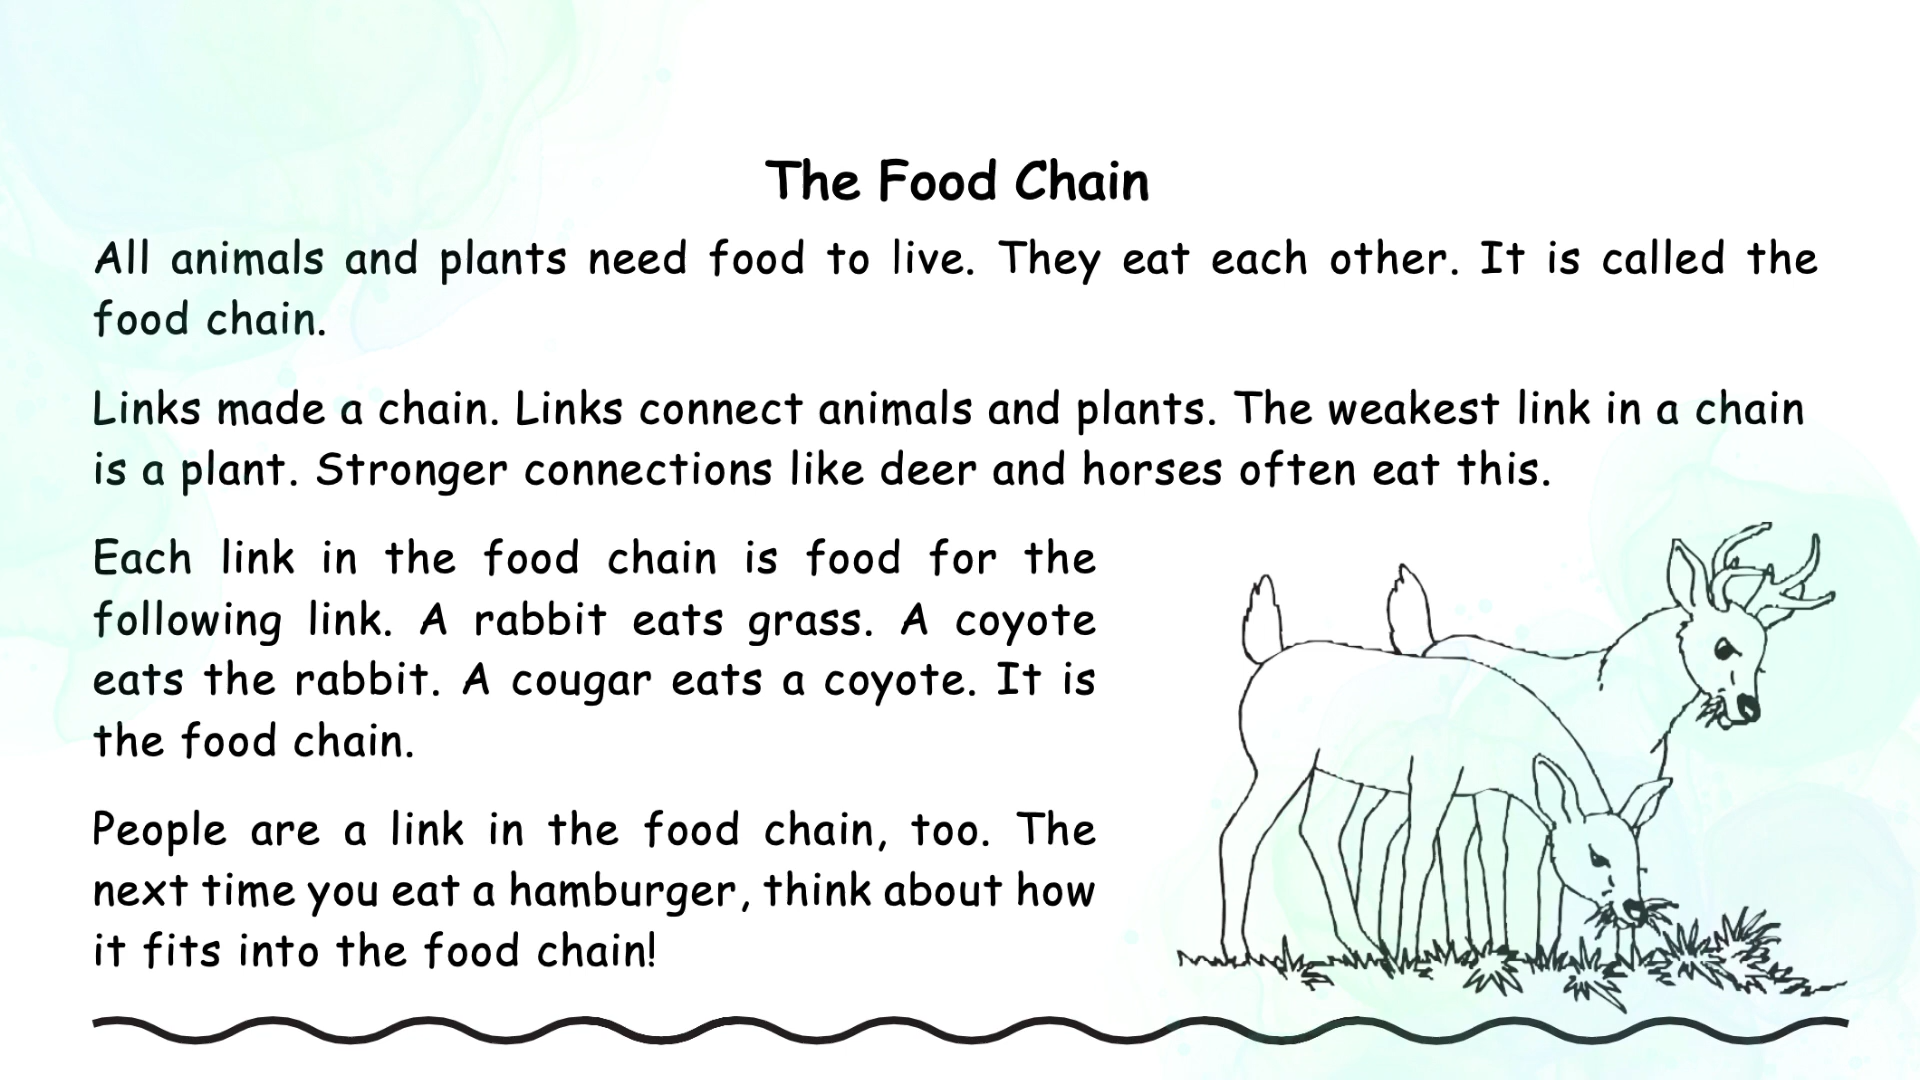 The Food Chain
All animals and plants need food to live. They eat each other. It is called the
food chain.
Links made a chain. Links connect animals and plants. The weakest link in a chain
is a plant. Stronger connections like deer and horses often eat this.
Each link in the food chain is food for the
following link. A rabbit eats grass. A coyote
eats the rabbit. A cougar eats a coyote. It is
the food chain.
People are a link in the food chain, too. The
next time you eat a hamburger, think about how
it fits into the food chain!